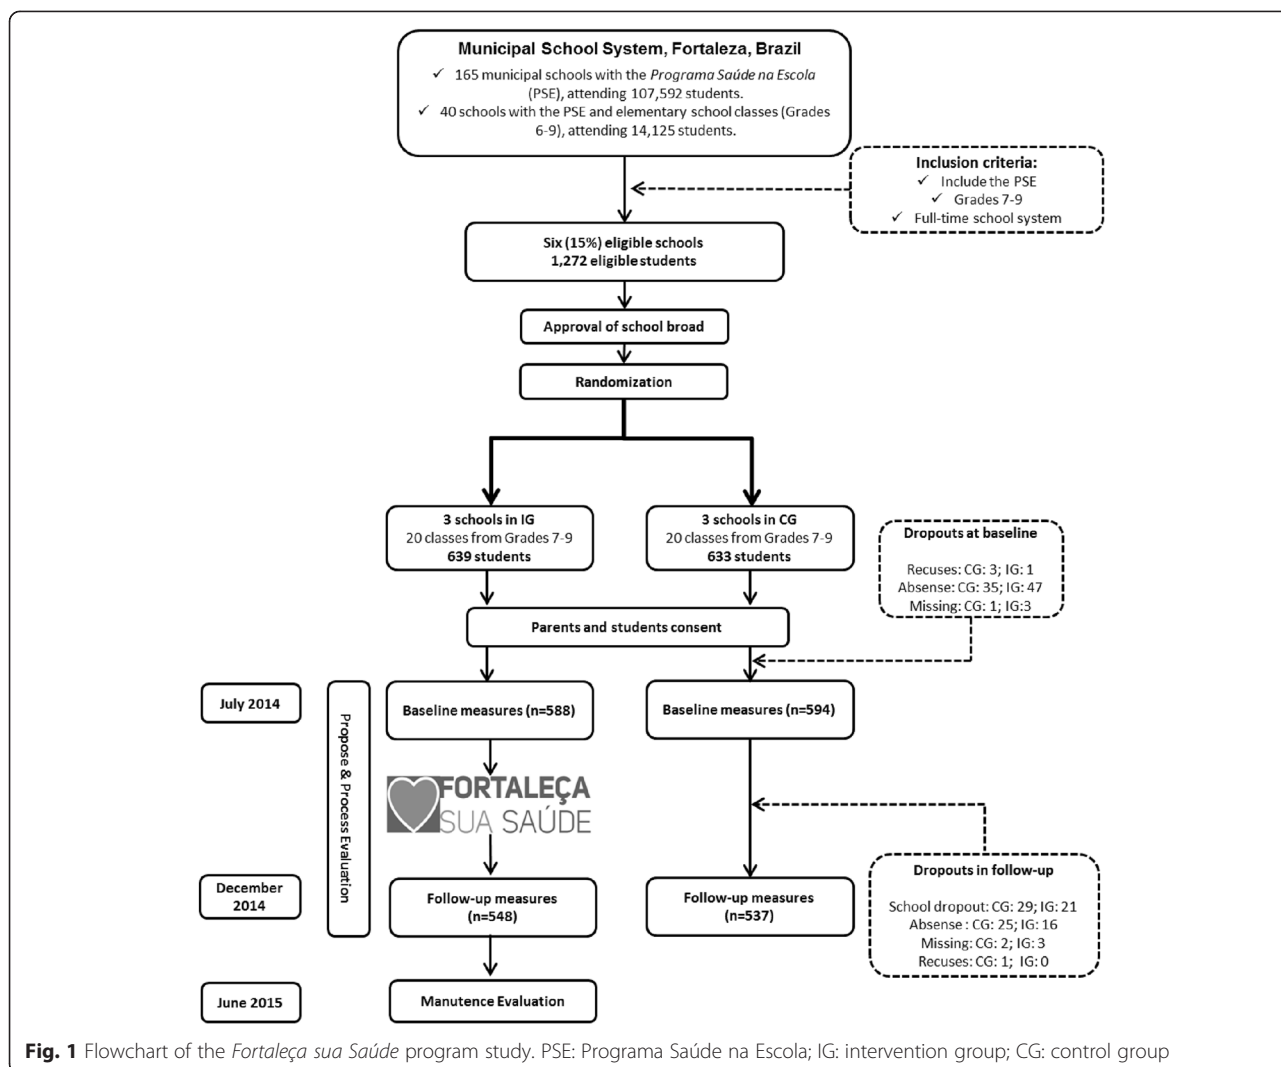 Municipal School System, Fortaleza, Brazil
✓ 165 municipal schools with the Programa Saúde na Escola
(PSE), attending 107,592 students.
✓ 40 schools with the PSE and elementary school classes (Grades
6-9), attending 14,125 students.
Inclusion criteria:
✓ Include the PSE
✓ Grades 7-9
✓ Full-time school system
Six (15%) eligible schools
1,272 eligible students
Approval of school broad
Randomization
3 schools in IG
20 classes from Grades 7-9
639 students
3 schools in CG
20 classes from Grades 7-9
633 students
Dropouts at baseline
Recuses: CG: 3; IG: 1
Absense: CG: 35; IG: 47
Missing: CG: 1; IG:3
Parents and students consent
July 2014
Propose & Process Evaluation
Baseline measures (n=588)
Baseline measures (n=594)
FORTALEÇA
SUA SAÚDE
December
2014
Follow-up measures
(n=548)
Follow-up measures
(n=537)
Dropouts in follow-up
School dropout: CG: 29; IG: 21
Absense : CG: 25; IG: 16
Missing: CG: 2; IG: 3
Recuses: CG: 1; IG: 0
June 2015
Manutence Evaluation
Fig. 1 Flowchart of the Fortaleça sua Saúde program study. PSE: Programa Saúde na Escola; IG: intervention group; CG: control group